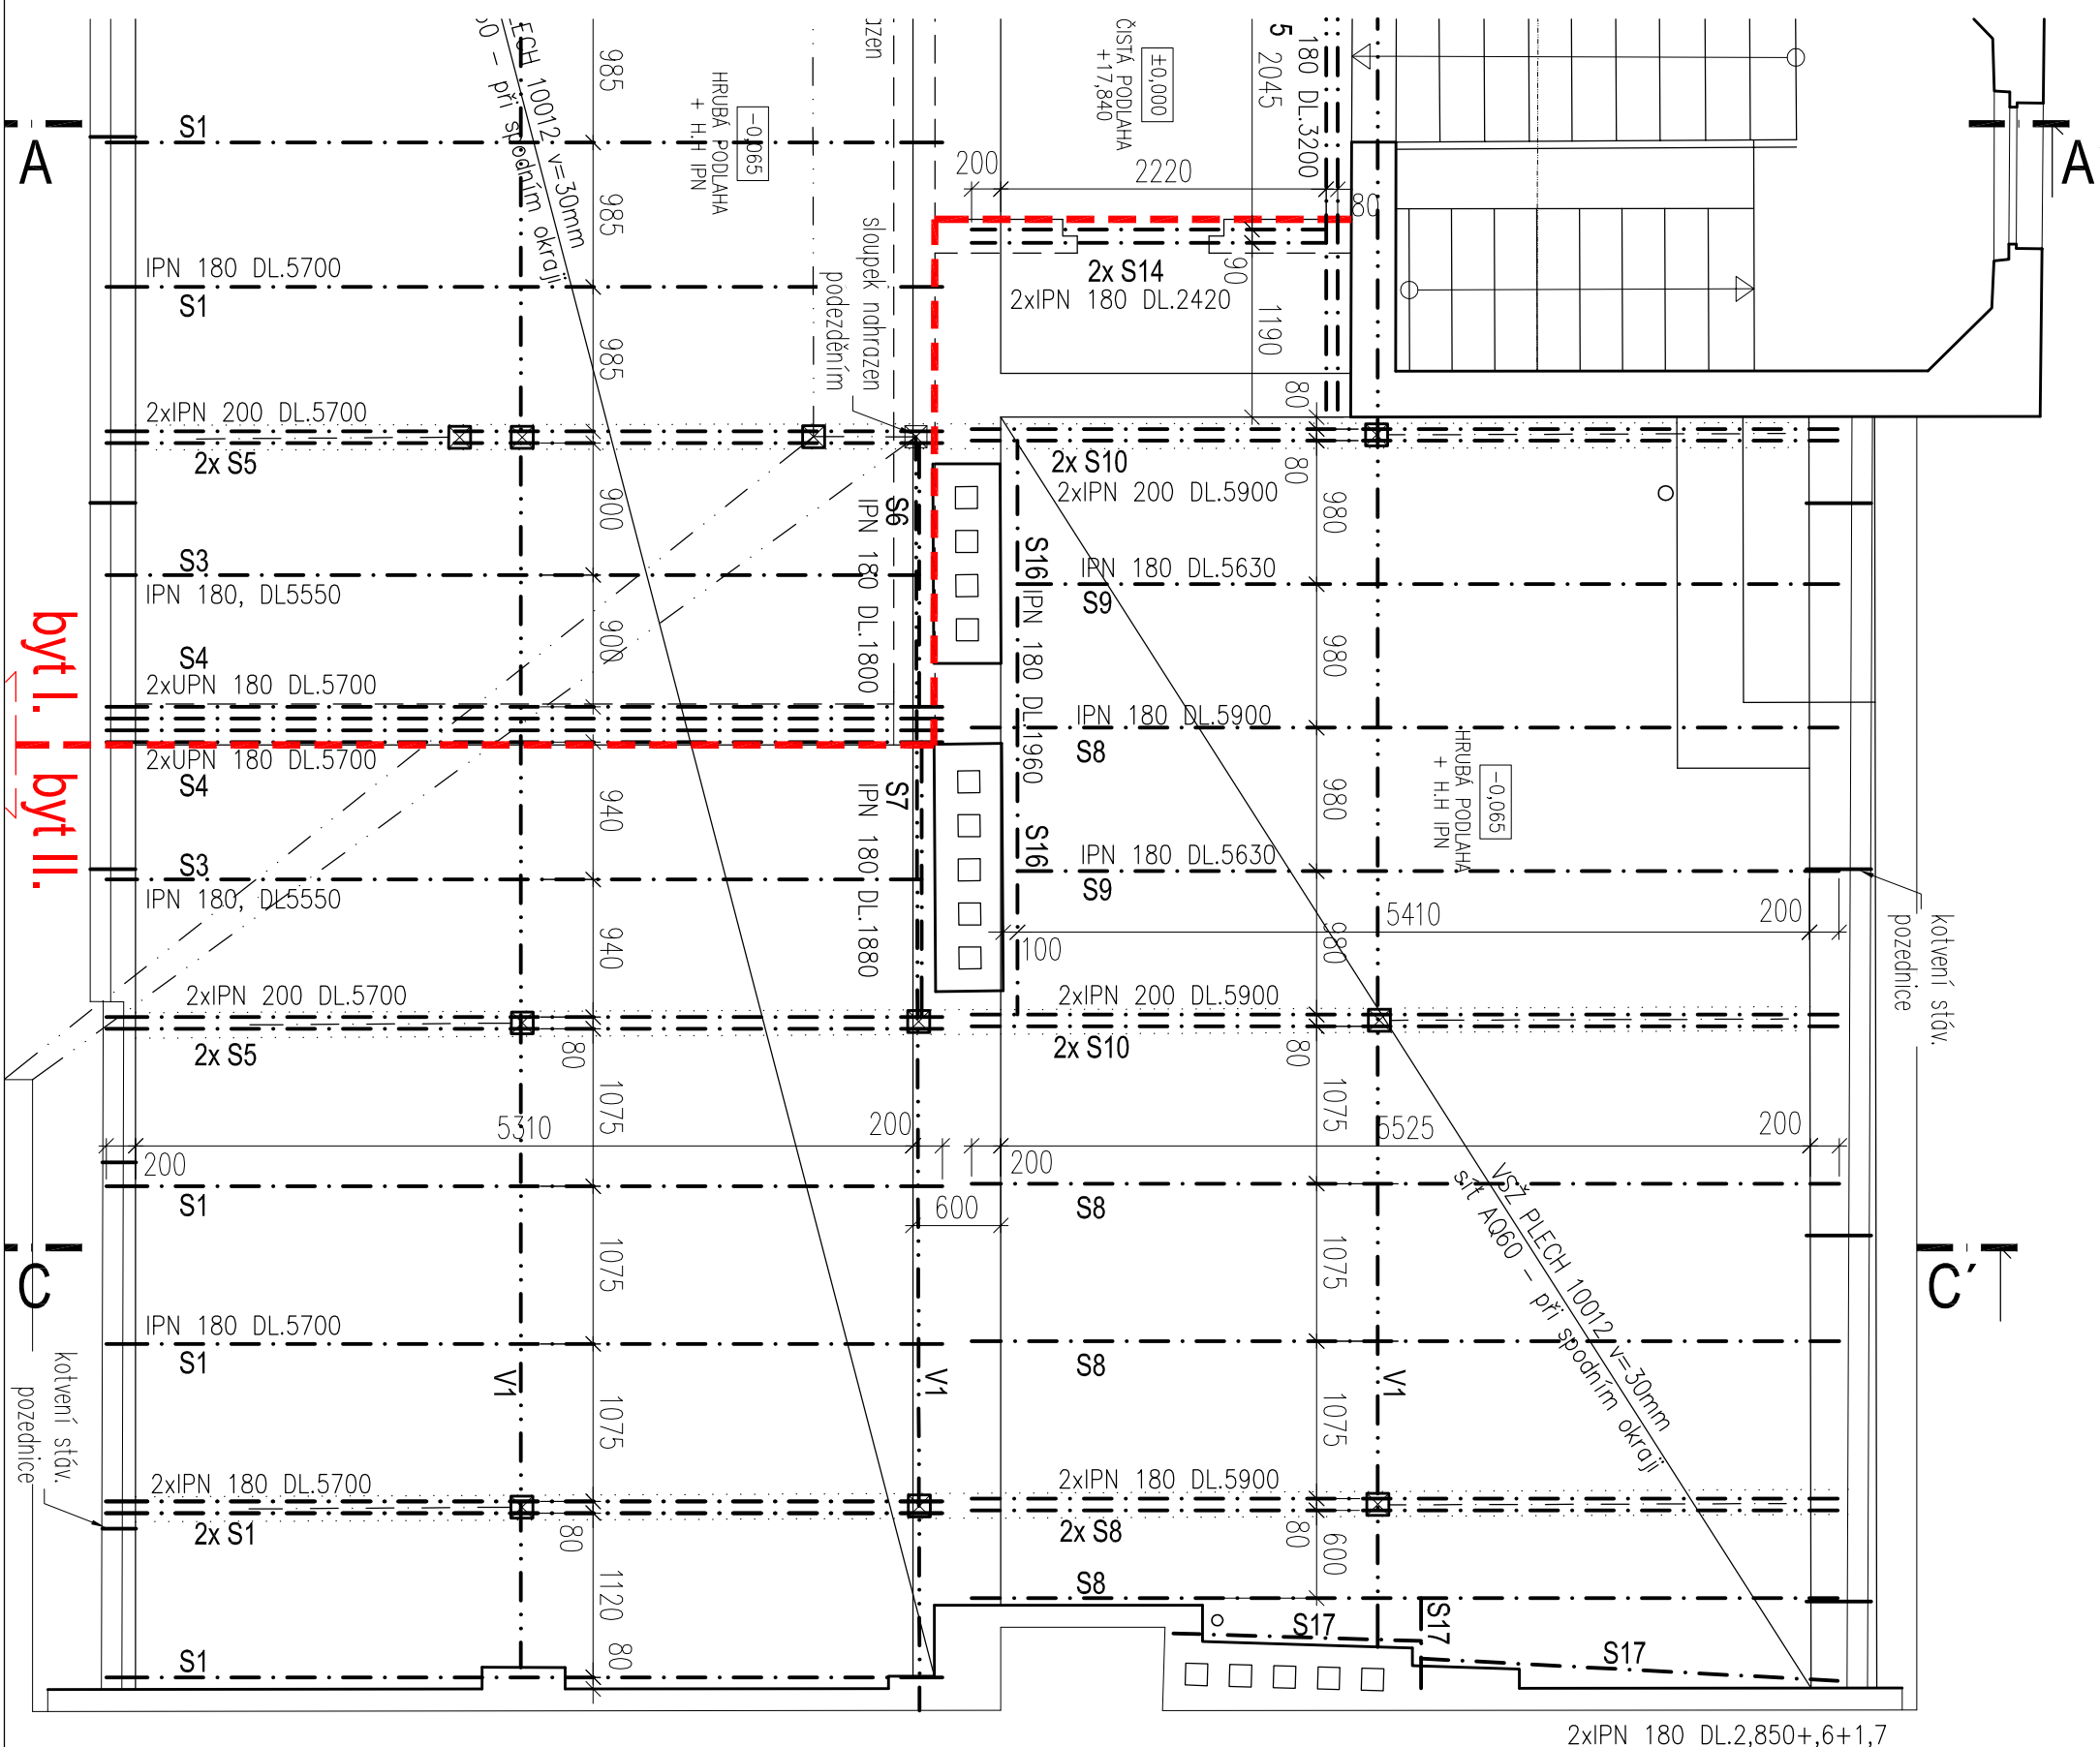 985
LECH 10012 v=30mm
60 - při spodním okraji
HRUBÁ PODLAHA
+ H.H IPN
-0,065
ČISTÁ PODLAHA
+17,840
±0,000
5
2045
180 DL.3200
A
A
S1
200
2220
80
985
IPN 180 DL.5700
S1
sloupek nahrazen
podezděním
90
2x S14
2xIPN 180 DL.2420
1190
985
80
2xIPN 200 DL.5700
2x S5
2x S10
80
2xIPN 200 DL.5900
900
980
S6
IPN 180 DL.1800
S16
IPN 180 DL.1960
S3
IPN 180, DL5550
IPN 180 DL.5630
S9
900
980
byt I.
S4
2xUPN 180 DL.5700
IPN 180 DL.5900
S8
2xUPN 180 DL.5700
S4
byt III.
HRUBÁ PODLAHA
+ H.H IPN
-0,065
S7
IPN 180 DL.1880
940
980
S16
S3
IPN 180, DL5550
IPN 180 DL.5630
S9
5410
200
kotvení stáv.
pozednice
940
980
100
2xIPN 200 DL.5700
2xIPN 200 DL.5900
2x S5
80
2x S10
80
1075
1075
5310
200
5525
200
200
200
S1
600
S8
VSŽ PLECH 10012 v=30mm
síť AQ60 - při spodním okraji
C
1075
1075
C´
IPN 180 DL.5700
S1
S8
V1
V1
V1
kotvení stáv.
pozednice
1075
1075
2xIPN 180 DL.5700
2xIPN 180 DL.5900
2x S1
80
2x S8
80
600
1120
S8
S17
S17
S17
S1
80
2xIPN 180 DL.2,850+,6+1,7